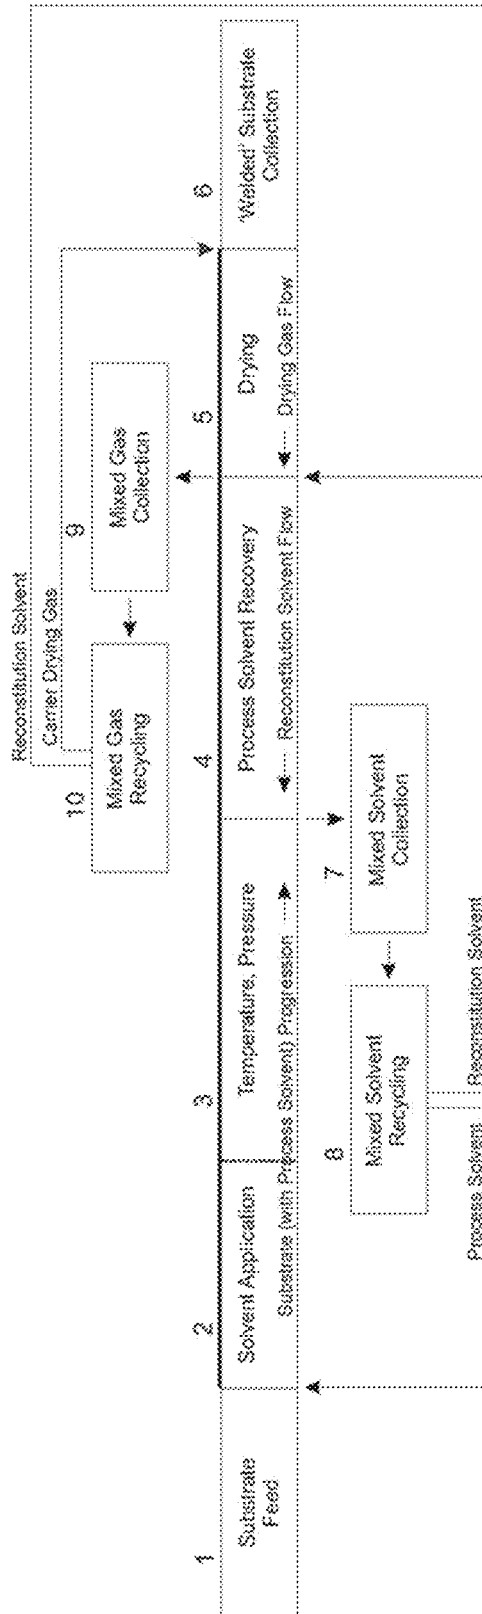 1
Substrate
Feed
2
Solvent Application
3
Temperature, Pressure
Substrate (with Process Solvent) Progression
4
Process Solvent Recovery
Reconstitution Solvent Flow
5
Drying
Drying Gas Flow
6
'Welded' Substrate
Collection
7
Mixed Solvent
Collection
8
Mixed Solvent
Recycling
Process Solvent
Reconstitution Solvent
9
Mixed Gas
Collection
10
Mixed Gas
Recycling
Reconstitution Solvent
Carrier Drying Gas